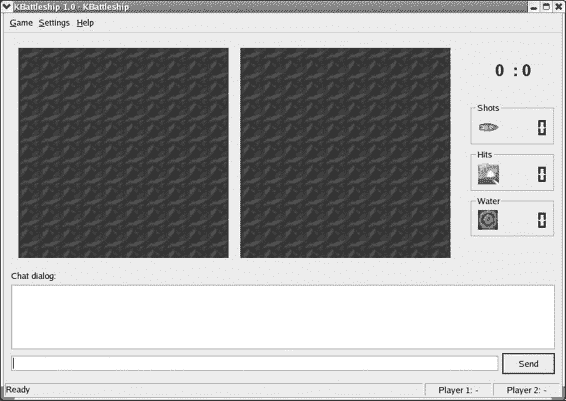 KBattleship 1.0 - KBattleship
Game Settings Help
0 : 0
Shots
0
Hits
0
Water
0
Chat dialog:
Send
Ready
Player 1: -
Player 2: -